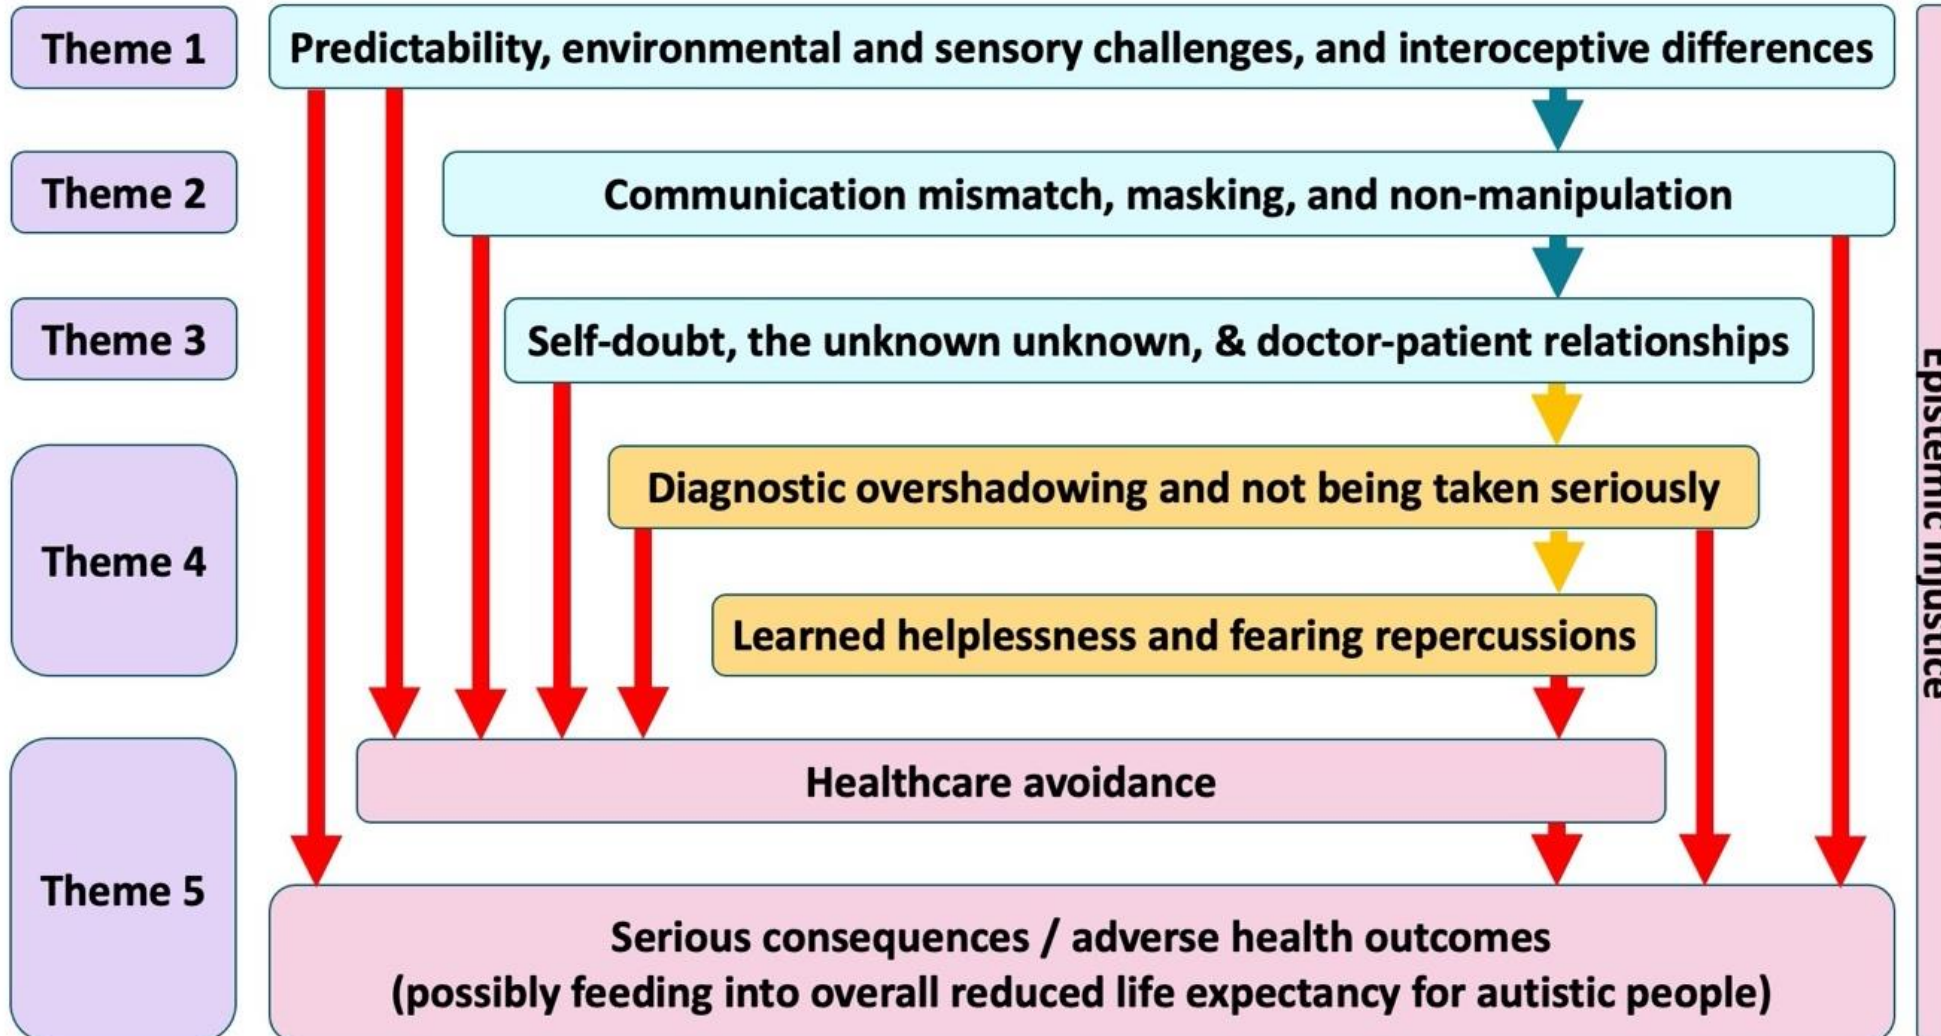 Theme 1
Predictability, environmental and sensory challenges, and interoceptive differences
Theme 2
Communication mismatch, masking, and non-manipulation
Theme 3
Self-doubt, the unknown unknown, & doctor-patient relationships
Theme 4
Diagnostic overshadowing and not being taken seriously
Learned helplessness and fearing repercussions
Theme 5
Healthcare avoidance
Serious consequences / adverse health outcomes
(possibly feeding into overall reduced life expectancy for autistic people)
Epistemic injustice